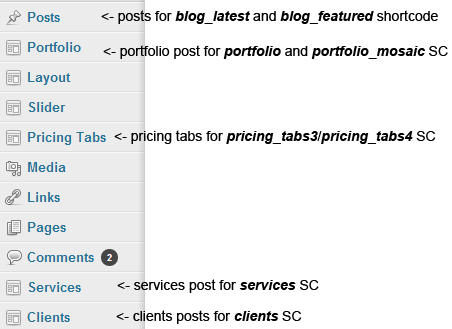 Posts <- posts for blog_latest and blog_featured shortcode
Portfolio <- portfolio post for portfolio and portfolio_mosaic SC
Layout
Slider
Pricing Tabs <- pricing tabs for pricing_tabs3/pricing_tabs4 SC
Media
Links
Pages
Comments 2
Services <- services post for services SC
Clients <- clients posts for clients SC